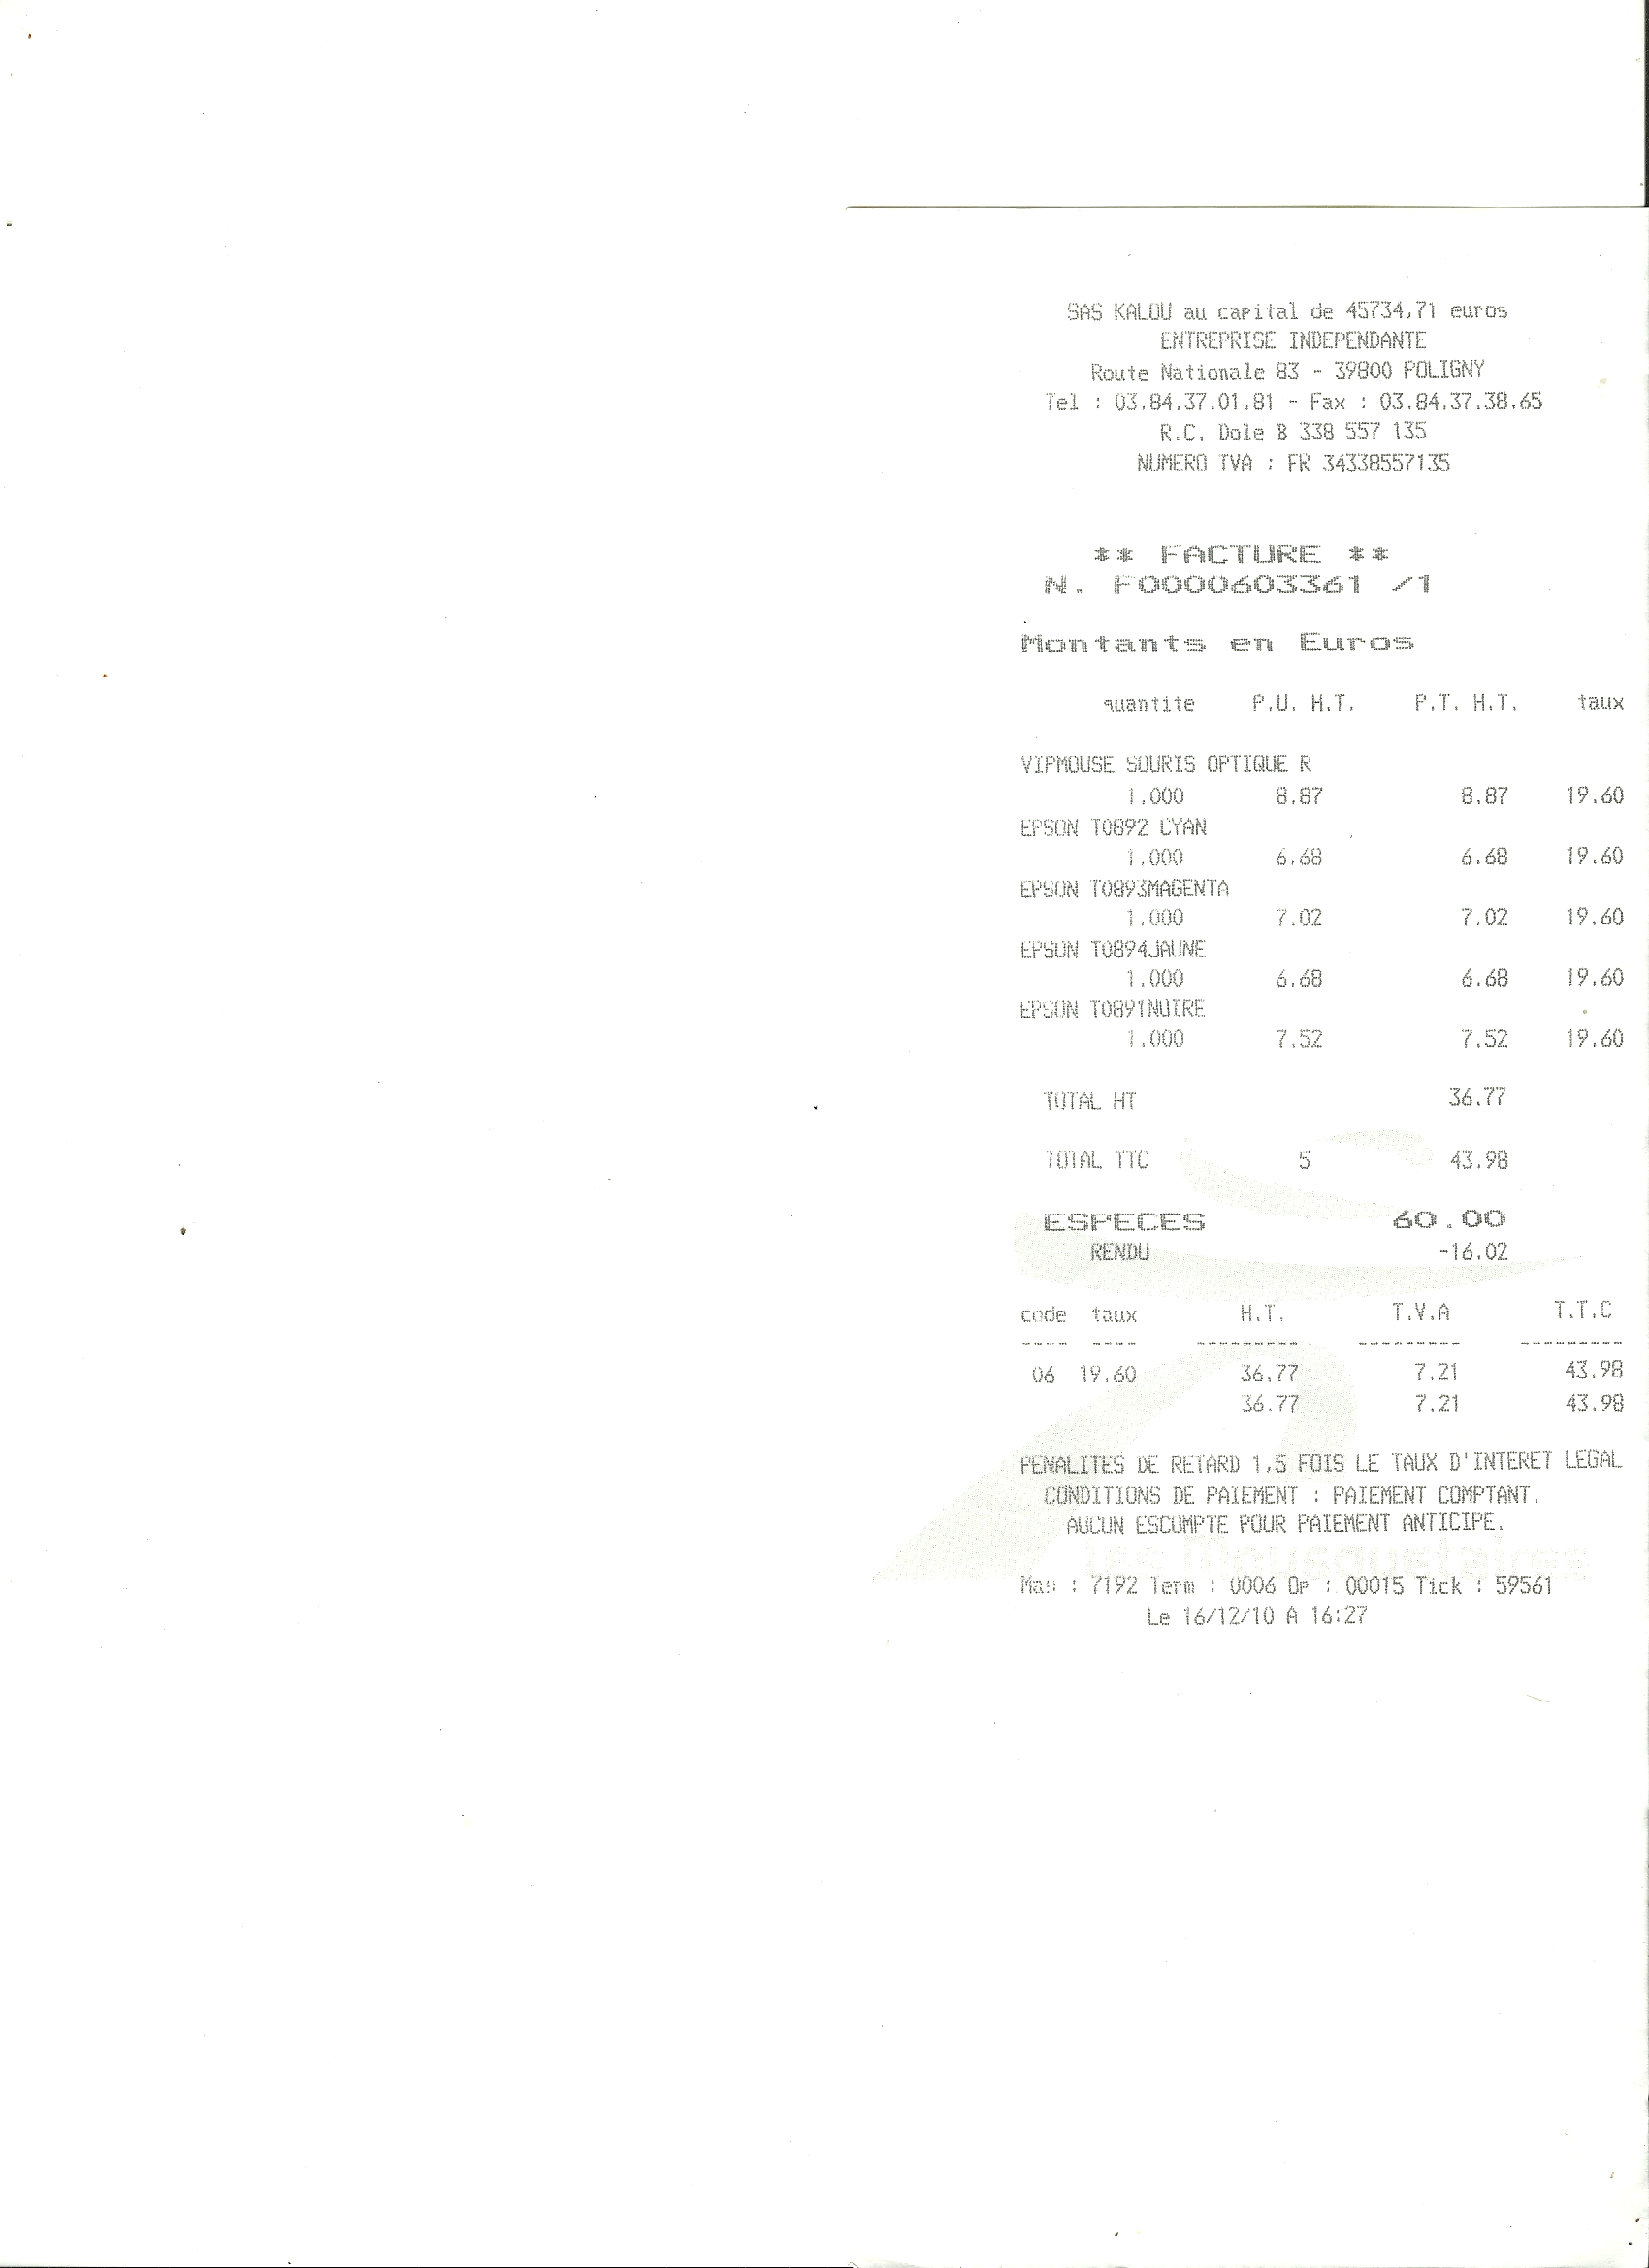 SAS KALOU au capital de 45734,71 euros
ENTREPRISE INDEPENDANTE
Route Nationale 83 - 39800 POLIGNY
Tel : 03.84.37.01.81 - Fax : 03.84.37.38.65
R.C. Dole B 338 557 135
NUMERO TVA : FR 34338557135
** FACTURE **
N. F0000603361 /1
Montants en Euros
quantite P.U. H.T. P.T. H.T. taux
VIPMOUSE SOURIS OPTIQUE R
1.000 8.87 8.87 19.60
EPSON T0892 CYAN
1.000 6.68 6.68 19.60
EPSON T0893MAGENTA
1.000 7.02 7.02 19.60
EPSON T0894JAUNE
1.000 6.68 6.68 19.60
EPSON T0891NOIRE
1.000 7.52 7.52 19.60
TOTAL HT 36.77
TOTAL TTC 5 43.98
ESPECES 60.00
RENDU -16.02
code taux H.T. T.V.A T.T.C
---- ---- --------- --------- ---------
06 19.60 36.77 7.21 43.98
36.77 7.21 43.98
PENALITES DE RETARD 1,5 FOIS LE TAUX D'INTERET LEGAL
CONDITIONS DE PAIEMENT : PAIEMENT COMPTANT.
AUCUN ESCOMPTE POUR PAIEMENT ANTICIPE.
les Mousquetaires
Mag : 7192 Term : 0006 Op : 00015 Tick : 59561
Le 16/12/10 A 16:27